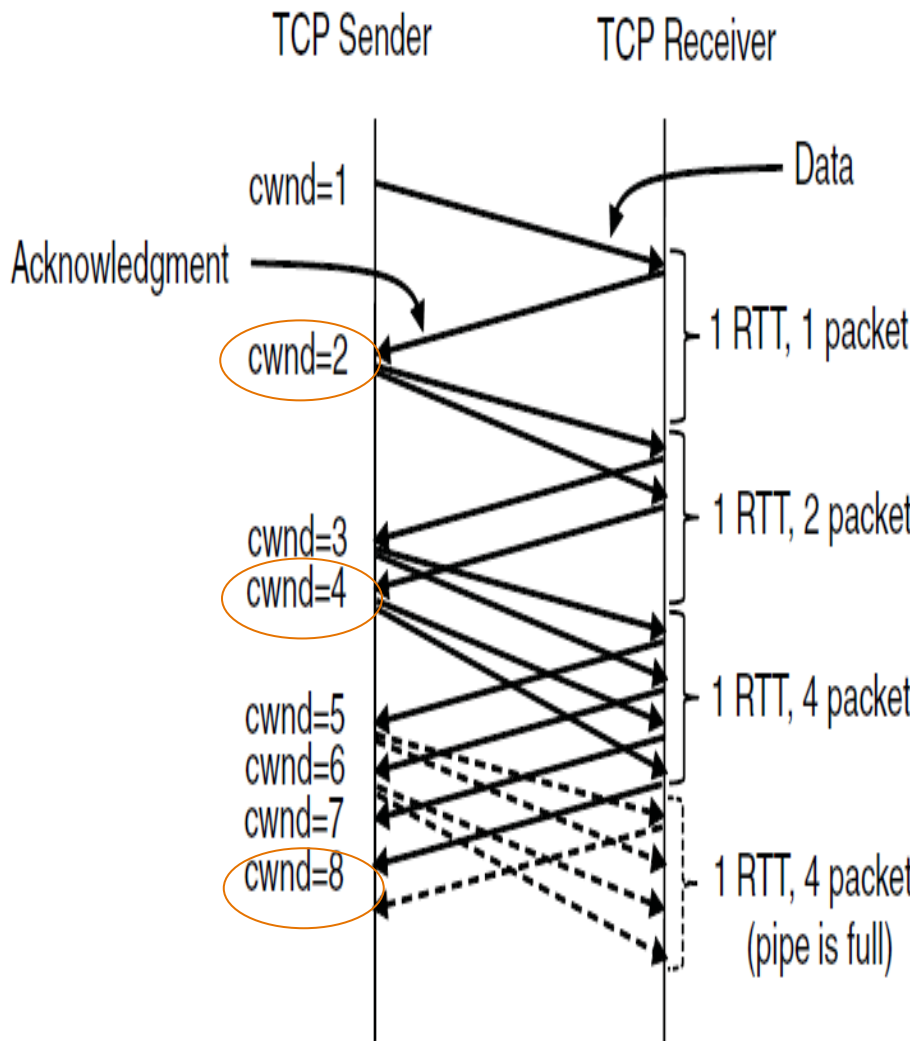 TCP Sender
TCP Receiver
cwnd=1
Data
Acknowledgment
1 RTT, 1 packet
cwnd=2
1 RTT, 2 packet
cwnd=3
cwnd=4
1 RTT, 4 packet
cwnd=5
cwnd=6
cwnd=7
cwnd=8
1 RTT, 4 packet
(pipe is full)